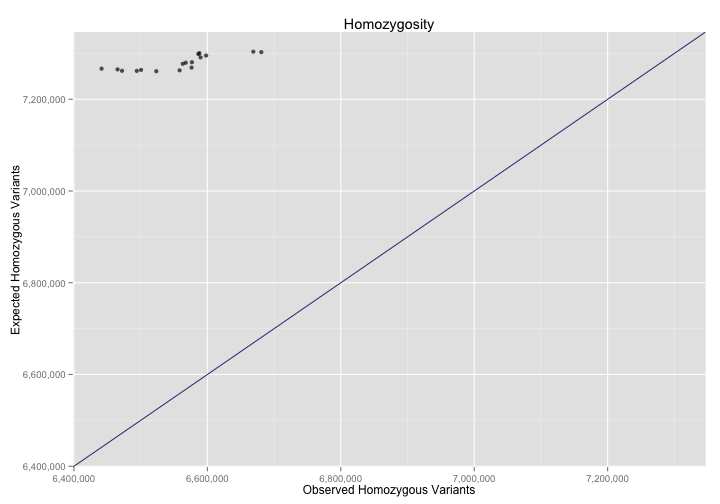 Homozygosity
Expected Homozygous Variants
7,200,000
7,000,000
6,800,000
6,600,000
6,400,000
6,400,000 6,600,000 6,800,000 7,000,000 7,200,000
Observed Homozygous Variants